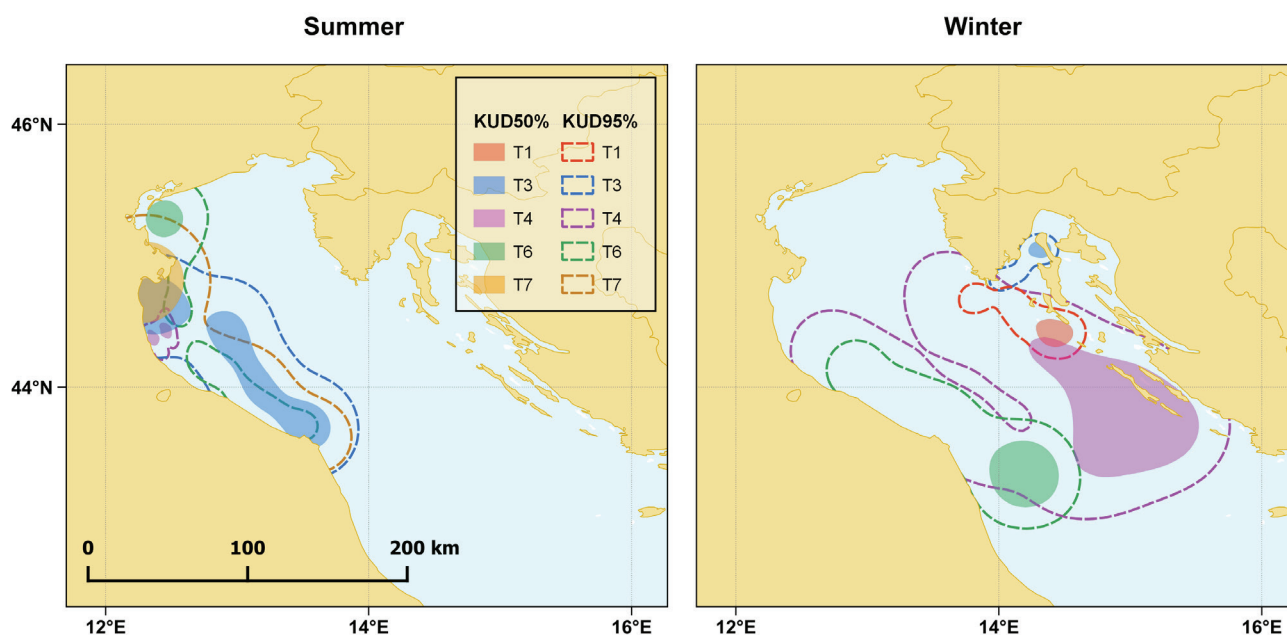 Summer
Winter
46°N
44°N
KUD50% KUD95%
T1 T1
T3 T3
T4 T4
T6 T6
T7 T7
0 100 200 km
12°E 14°E 16°E
12°E 14°E 16°E